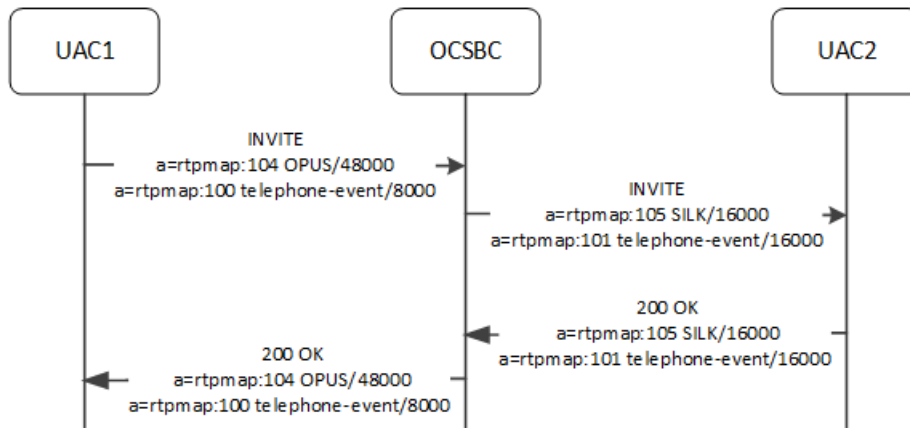 UAC1
OCSBC
UAC2
INVITE
a=rtpmap:104 OPUS/48000
a=rtpmap:100 telephone-event/8000
INVITE
a=rtpmap:105 SILK/16000
a=rtpmap:101 telephone-event/16000
200 OK
a=rtpmap:105 SILK/16000
a=rtpmap:101 telephone-event/16000
200 OK
a=rtpmap:104 OPUS/48000
a=rtpmap:100 telephone-event/8000